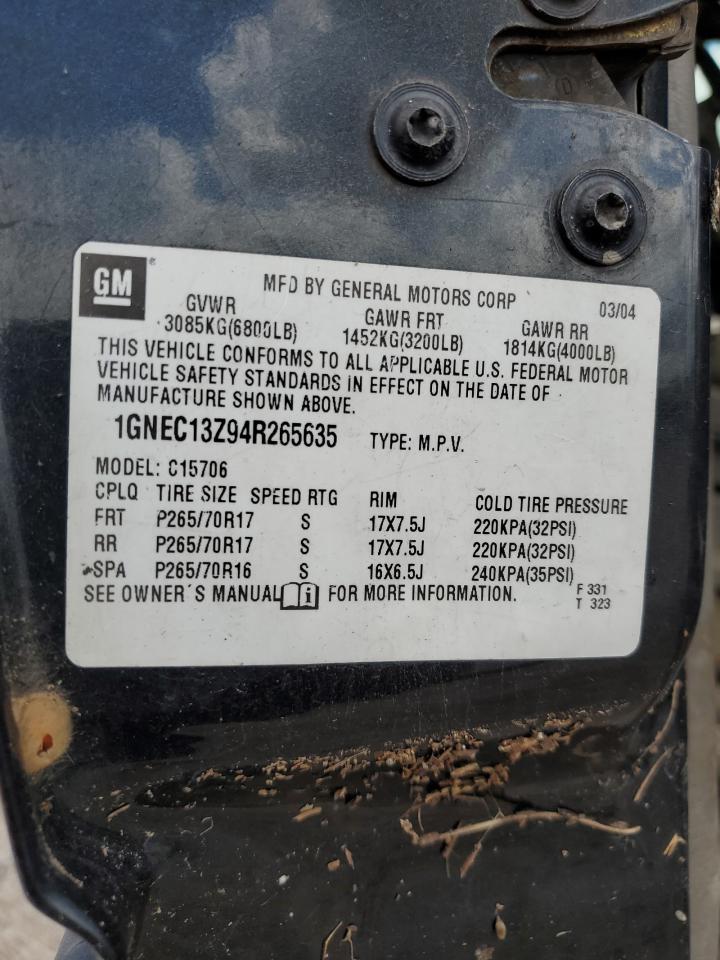 GM
MFD BY GENERAL MOTORS CORP 03/04
GVWR GAWR FRT GAWR RR
3085KG(6800LB) 1452KG(3200LB) 1814KG(4000LB)
THIS VEHICLE CONFORMS TO ALL APPLICABLE U.S. FEDERAL MOTOR
VEHICLE SAFETY STANDARDS IN EFFECT ON THE DATE OF
MANUFACTURE SHOWN ABOVE.
1GNEC13Z94R265635 TYPE: M.P.V.
MODEL: C15706
CPLQ TIRE SIZE SPEED RTG RIM COLD TIRE PRESSURE
FRT P265/70R17 S 17X7.5J 220KPA(32PSI)
RR P265/70R17 S 17X7.5J 220KPA(32PSI)
SPA P265/70R16 S 16X6.5J 240KPA(35PSI)
SEE OWNER'S MANUAL i FOR MORE INFORMATION.
F 331
T 323